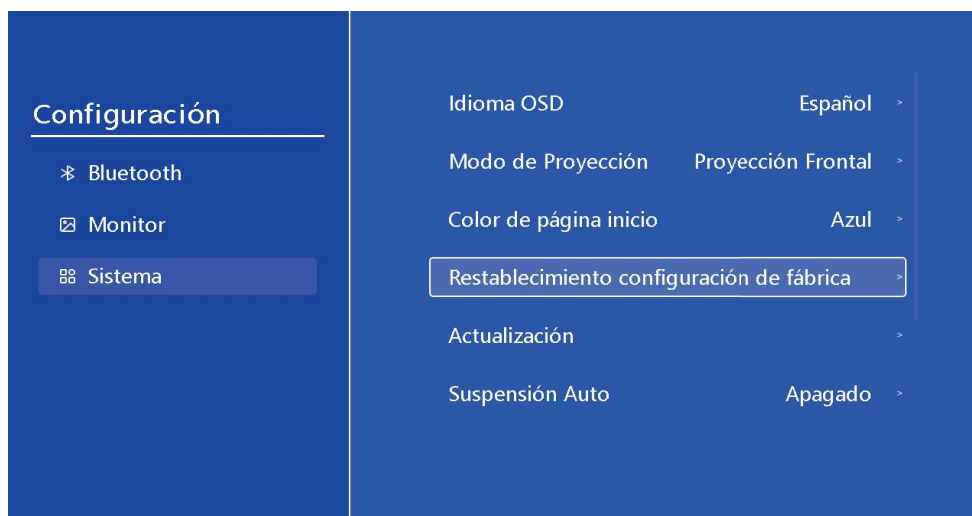 Configuración
Bluetooth
Monitor
Sistema
Idioma OSD Español >
Modo de Proyección Proyección Frontal >
Color de página inicio Azul >
Restablecimiento configuración de fábrica >
Actualización >
Suspensión Auto Apagado >